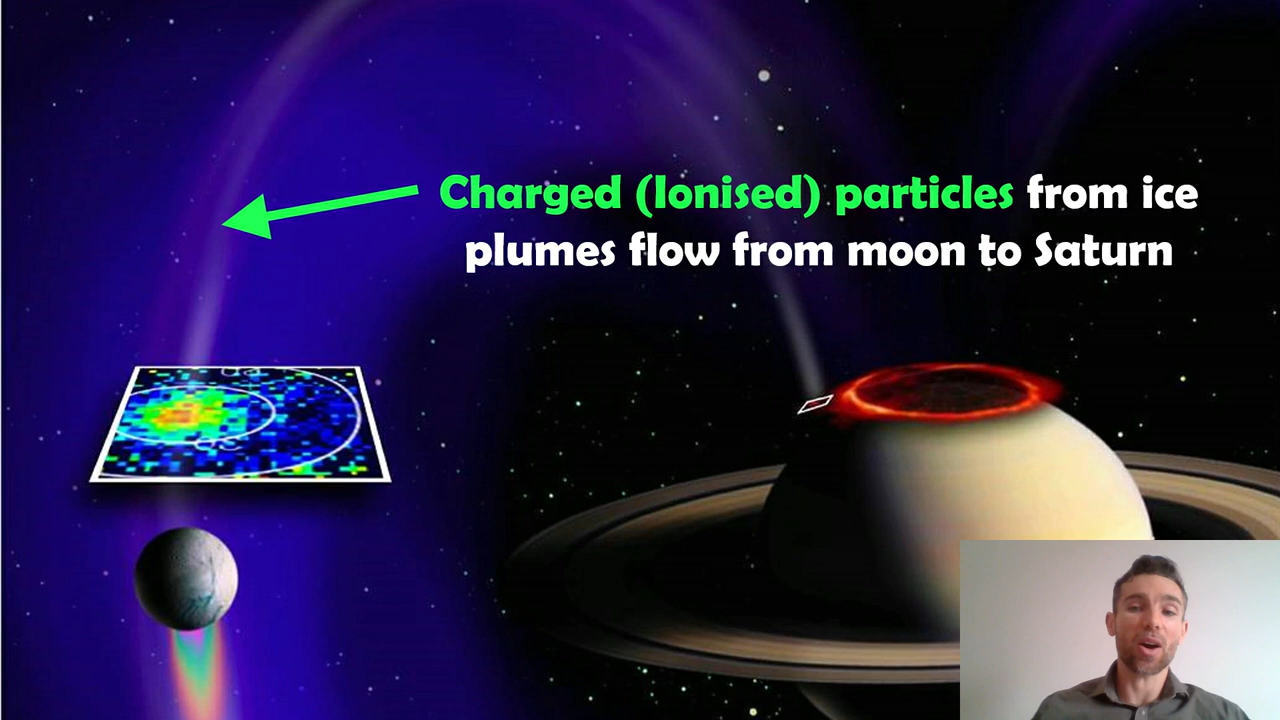 Charged (Ionised) particles from ice
plumes flow from moon to Saturn